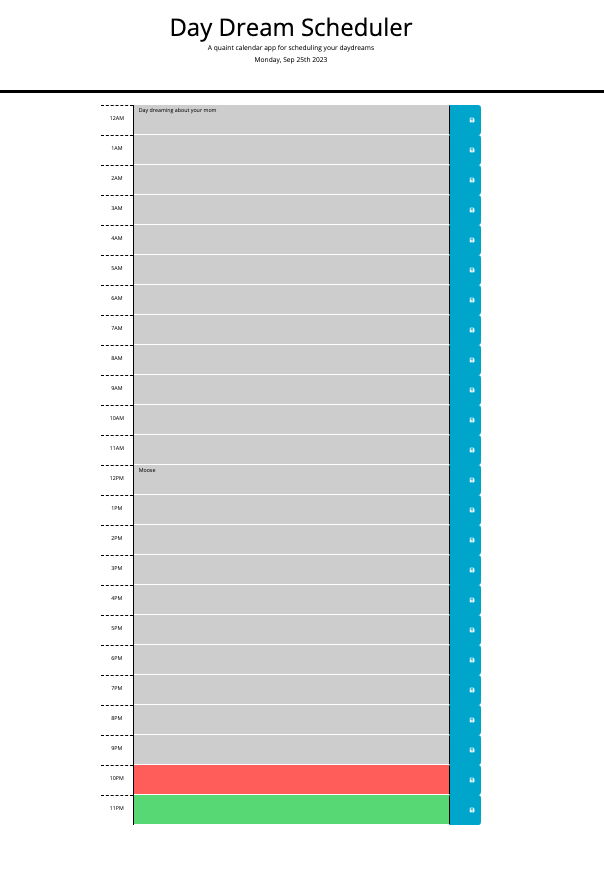 Day Dream Scheduler
A quaint calendar app for scheduling your daydreams
Monday, Sep 25th 2023
12AM
Day dreaming about your mom
1AM
2AM
3AM
4AM
5AM
6AM
7AM
8AM
9AM
10AM
11AM
12PM
Moose
1PM
2PM
3PM
4PM
5PM
6PM
7PM
8PM
9PM
10PM
11PM